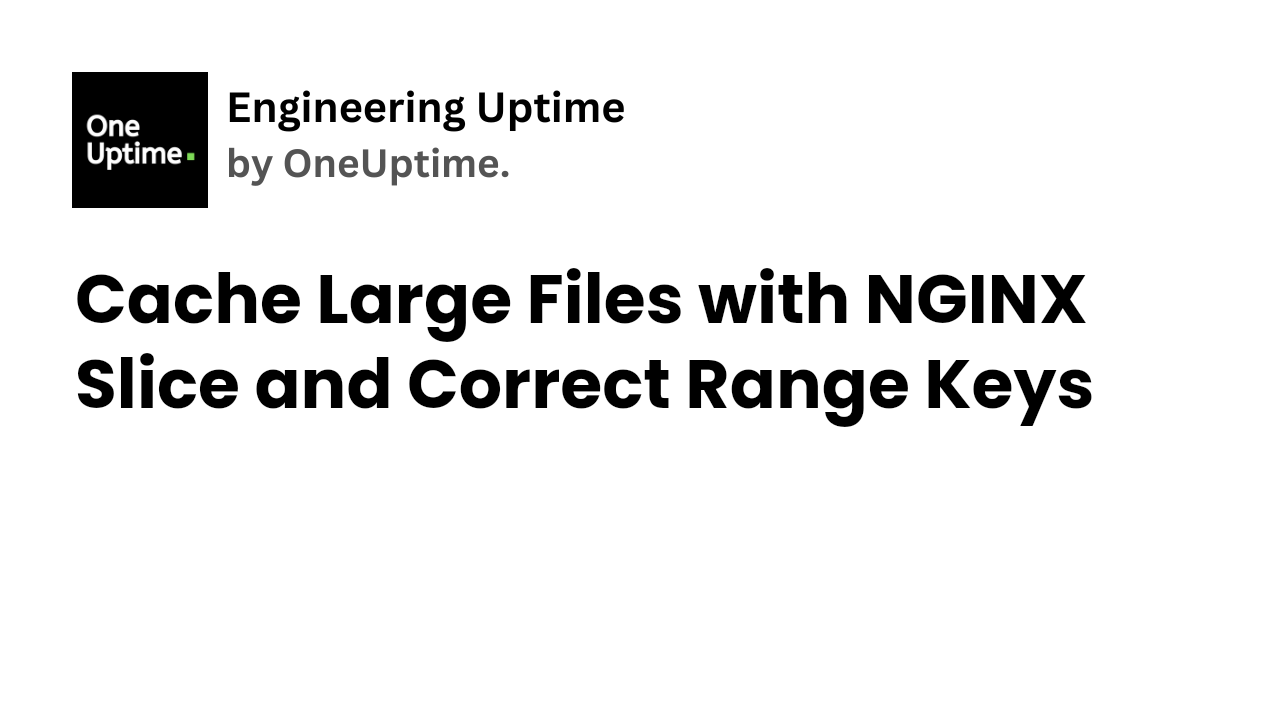 One
Uptime.
Engineering Uptime
by OneUptime.
Cache Large Files with NGINX
Slice and Correct Range Keys